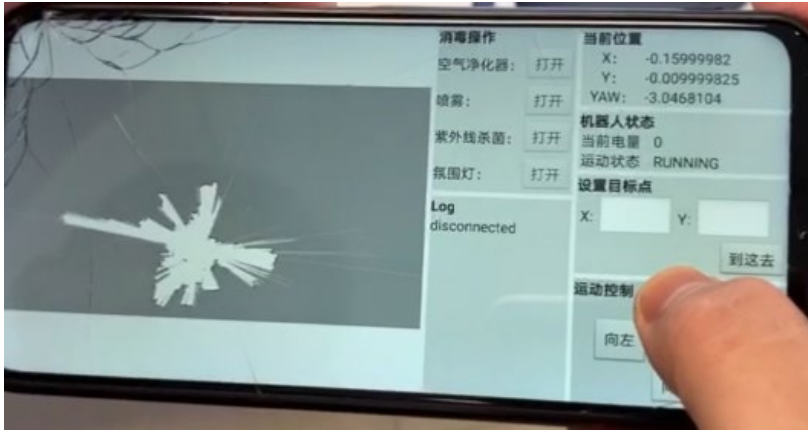 消毒操作
空气净化器: 打开
喷雾: 打开
紫外线杀菌: 打开
氛围灯: 打开
Log
disconnected
当前位置
X: -0.15999982
Y: -0.009999825
YAW: -3.0468104
机器人状态
当前电量 0
运动状态 RUNNING
设置目标点
X: Y:
到这去
运动控制
向左